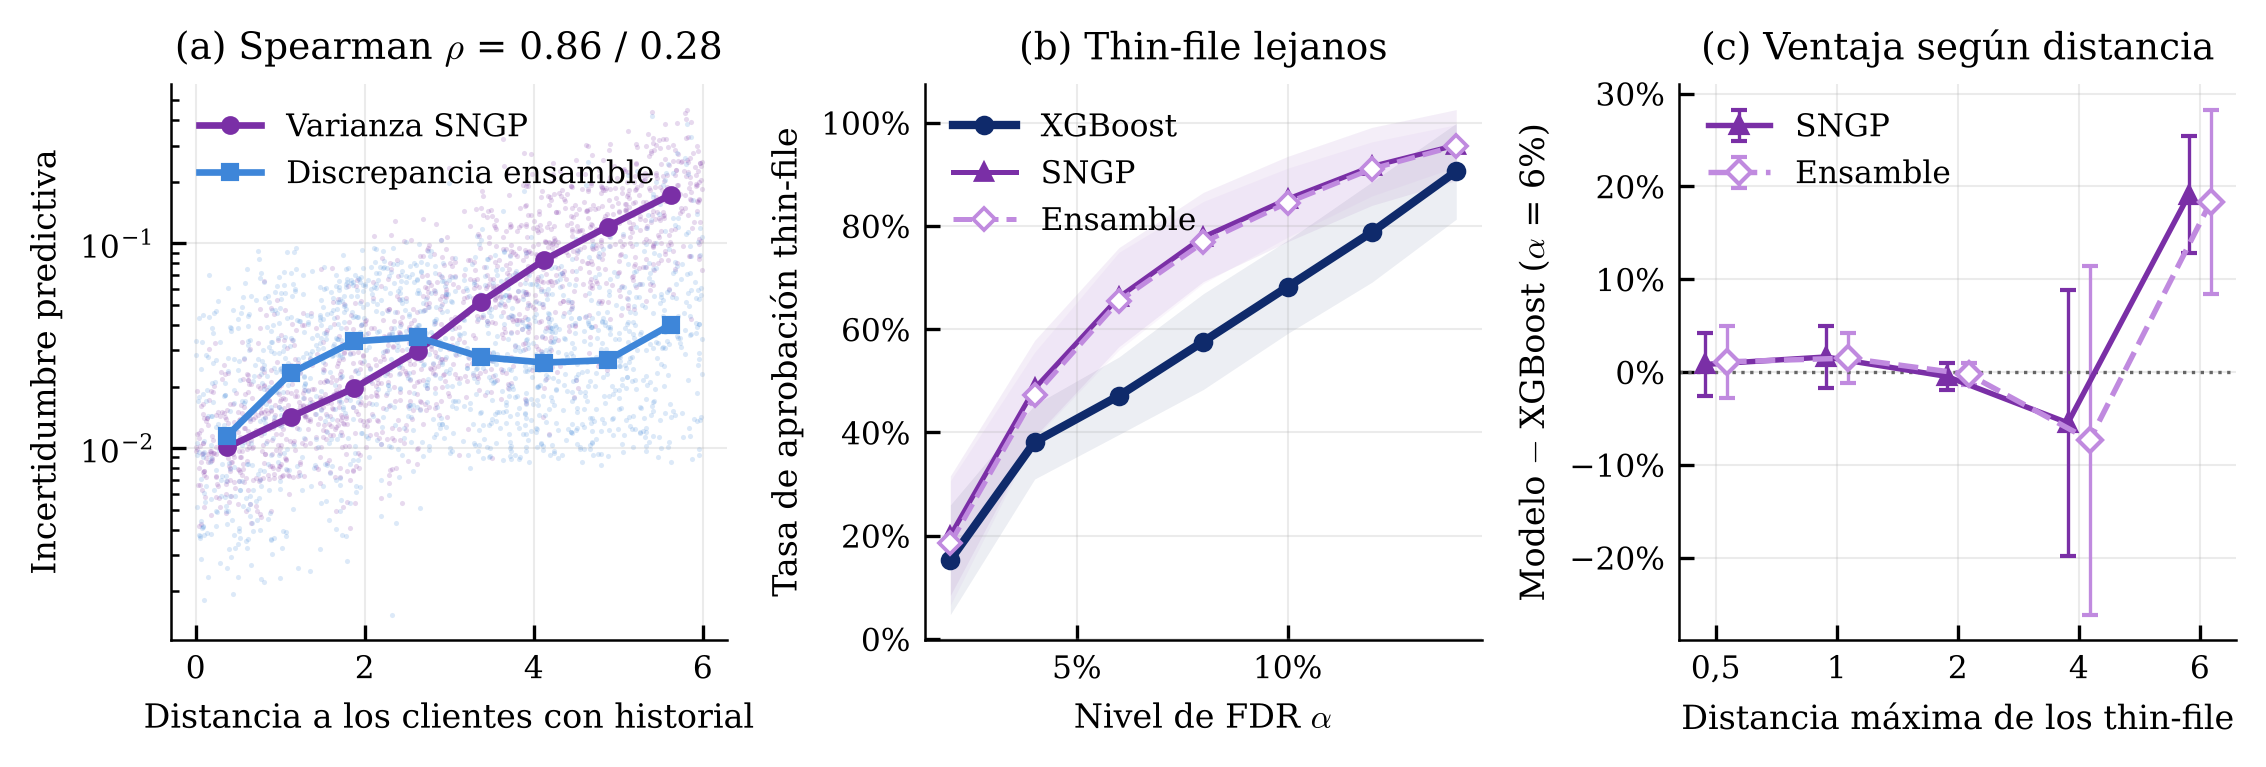 (a) Spearman ρ = 0.86 / 0.28
Varianza SNGP
Discrepancia ensamble
Incertidumbre predictiva
10⁻¹
10⁻²
0
2
4
6
Distancia a los clientes con historial
(b) Thin-file lejanos
XGBoost
SNGP
Ensamble
Tasa de aprobación thin-file
100%
80%
60%
40%
20%
0%
5%
10%
Nivel de FDR α
(c) Ventaja según distancia
SNGP
Ensamble
Modelo − XGBoost (α = 6%)
30%
20%
10%
0%
−10%
−20%
0,5
1
2
4
6
Distancia máxima de los thin-file